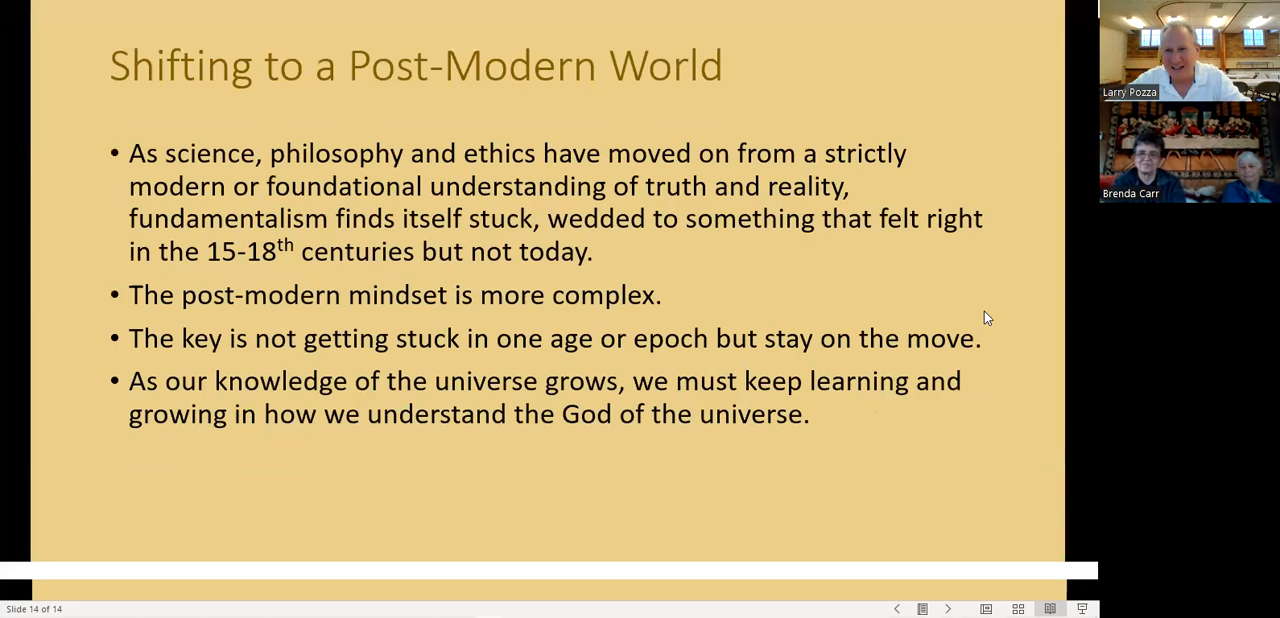 Shifting to a Post-Modern World
• As science, philosophy and ethics have moved on from a strictly
modern or foundational understanding of truth and reality,
fundamentalism finds itself stuck, wedded to something that felt right
in the 15-18th centuries but not today.
• The post-modern mindset is more complex.
• The key is not getting stuck in one age or epoch but stay on the move.
• As our knowledge of the universe grows, we must keep learning and
growing in how we understand the God of the universe.
Larry Pozza
Brenda Carr
Slide 14 of 14